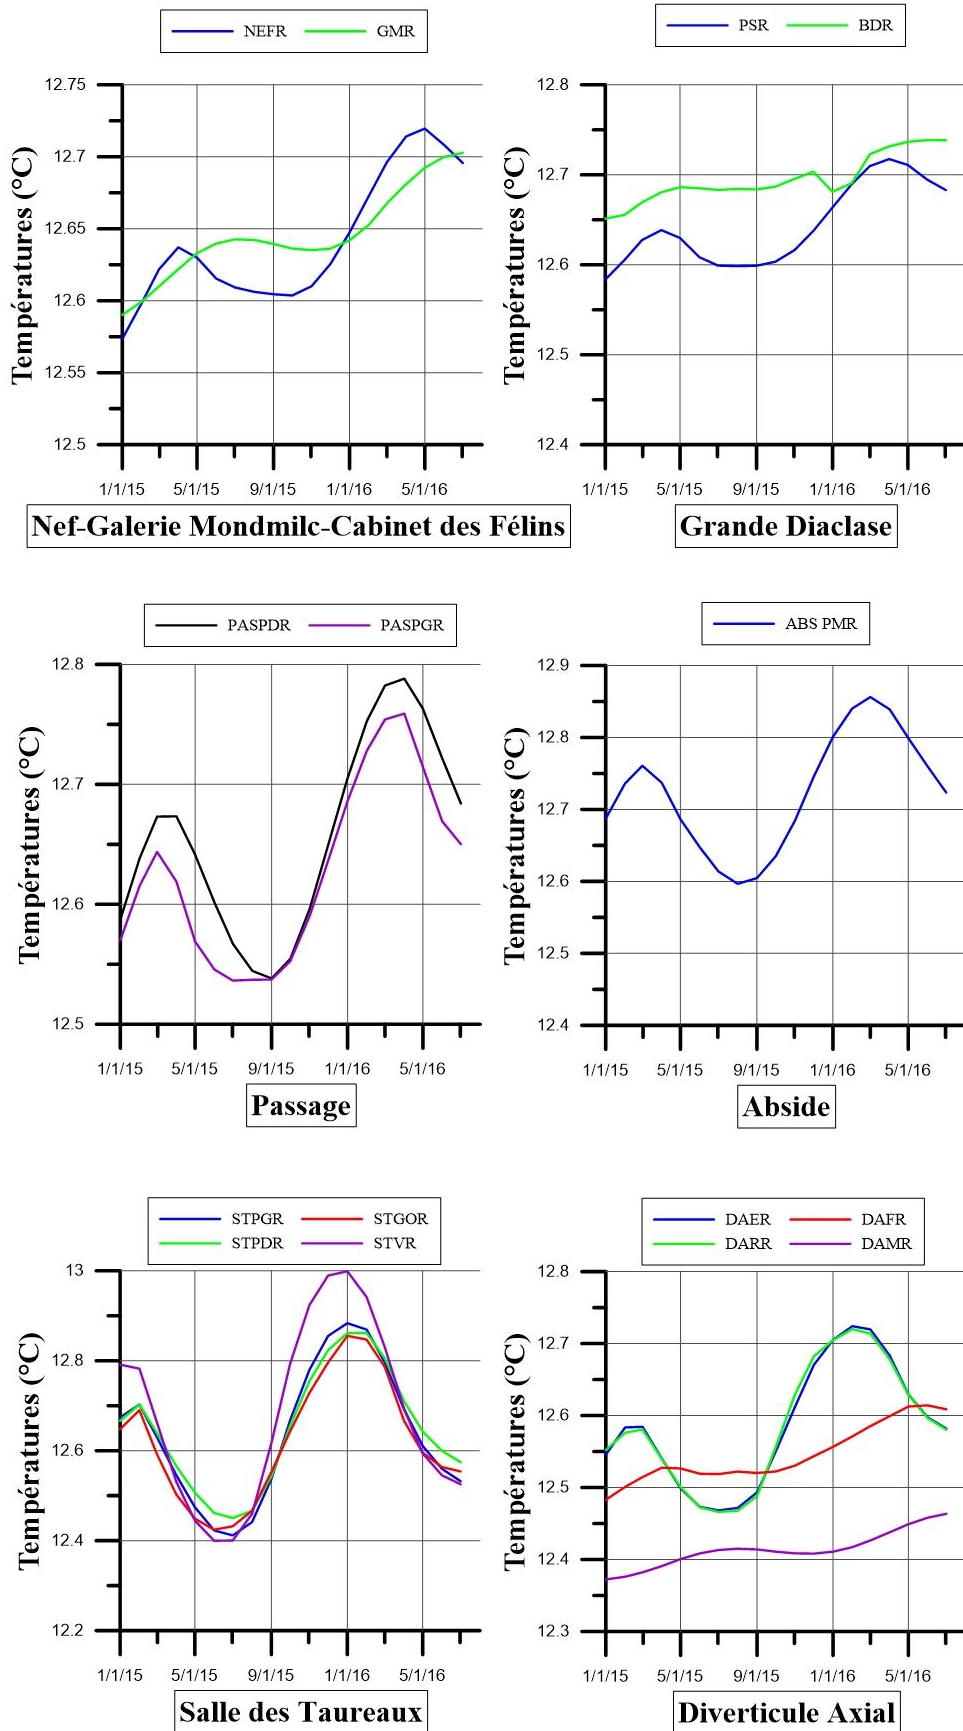 NEFR GMR
12.75
12.7
12.65
12.6
12.55
12.5
Températures (°C)
1/1/15 5/1/15 9/1/15 1/1/16 5/1/16
Nef-Galerie Mondmilc-Cabinet des Félins
PSR BDR
12.8
12.7
12.6
12.5
12.4
Températures (°C)
1/1/15 5/1/15 9/1/15 1/1/16 5/1/16
Grande Diaclase
PASPDR PASPGR
12.8
12.7
12.6
12.5
Températures (°C)
1/1/15 5/1/15 9/1/15 1/1/16 5/1/16
Passage
ABS PMR
12.9
12.8
12.7
12.6
12.5
12.4
Températures (°C)
1/1/15 5/1/15 9/1/15 1/1/16 5/1/16
Abside
STPGR STGOR
STPDR STVR
13
12.8
12.6
12.4
12.2
Températures (°C)
1/1/15 5/1/15 9/1/15 1/1/16 5/1/16
Salle des Taureaux
DAER DAFR
DARR DAMR
12.8
12.7
12.6
12.5
12.4
12.3
Températures (°C)
1/1/15 5/1/15 9/1/15 1/1/16 5/1/16
Diverticule Axial